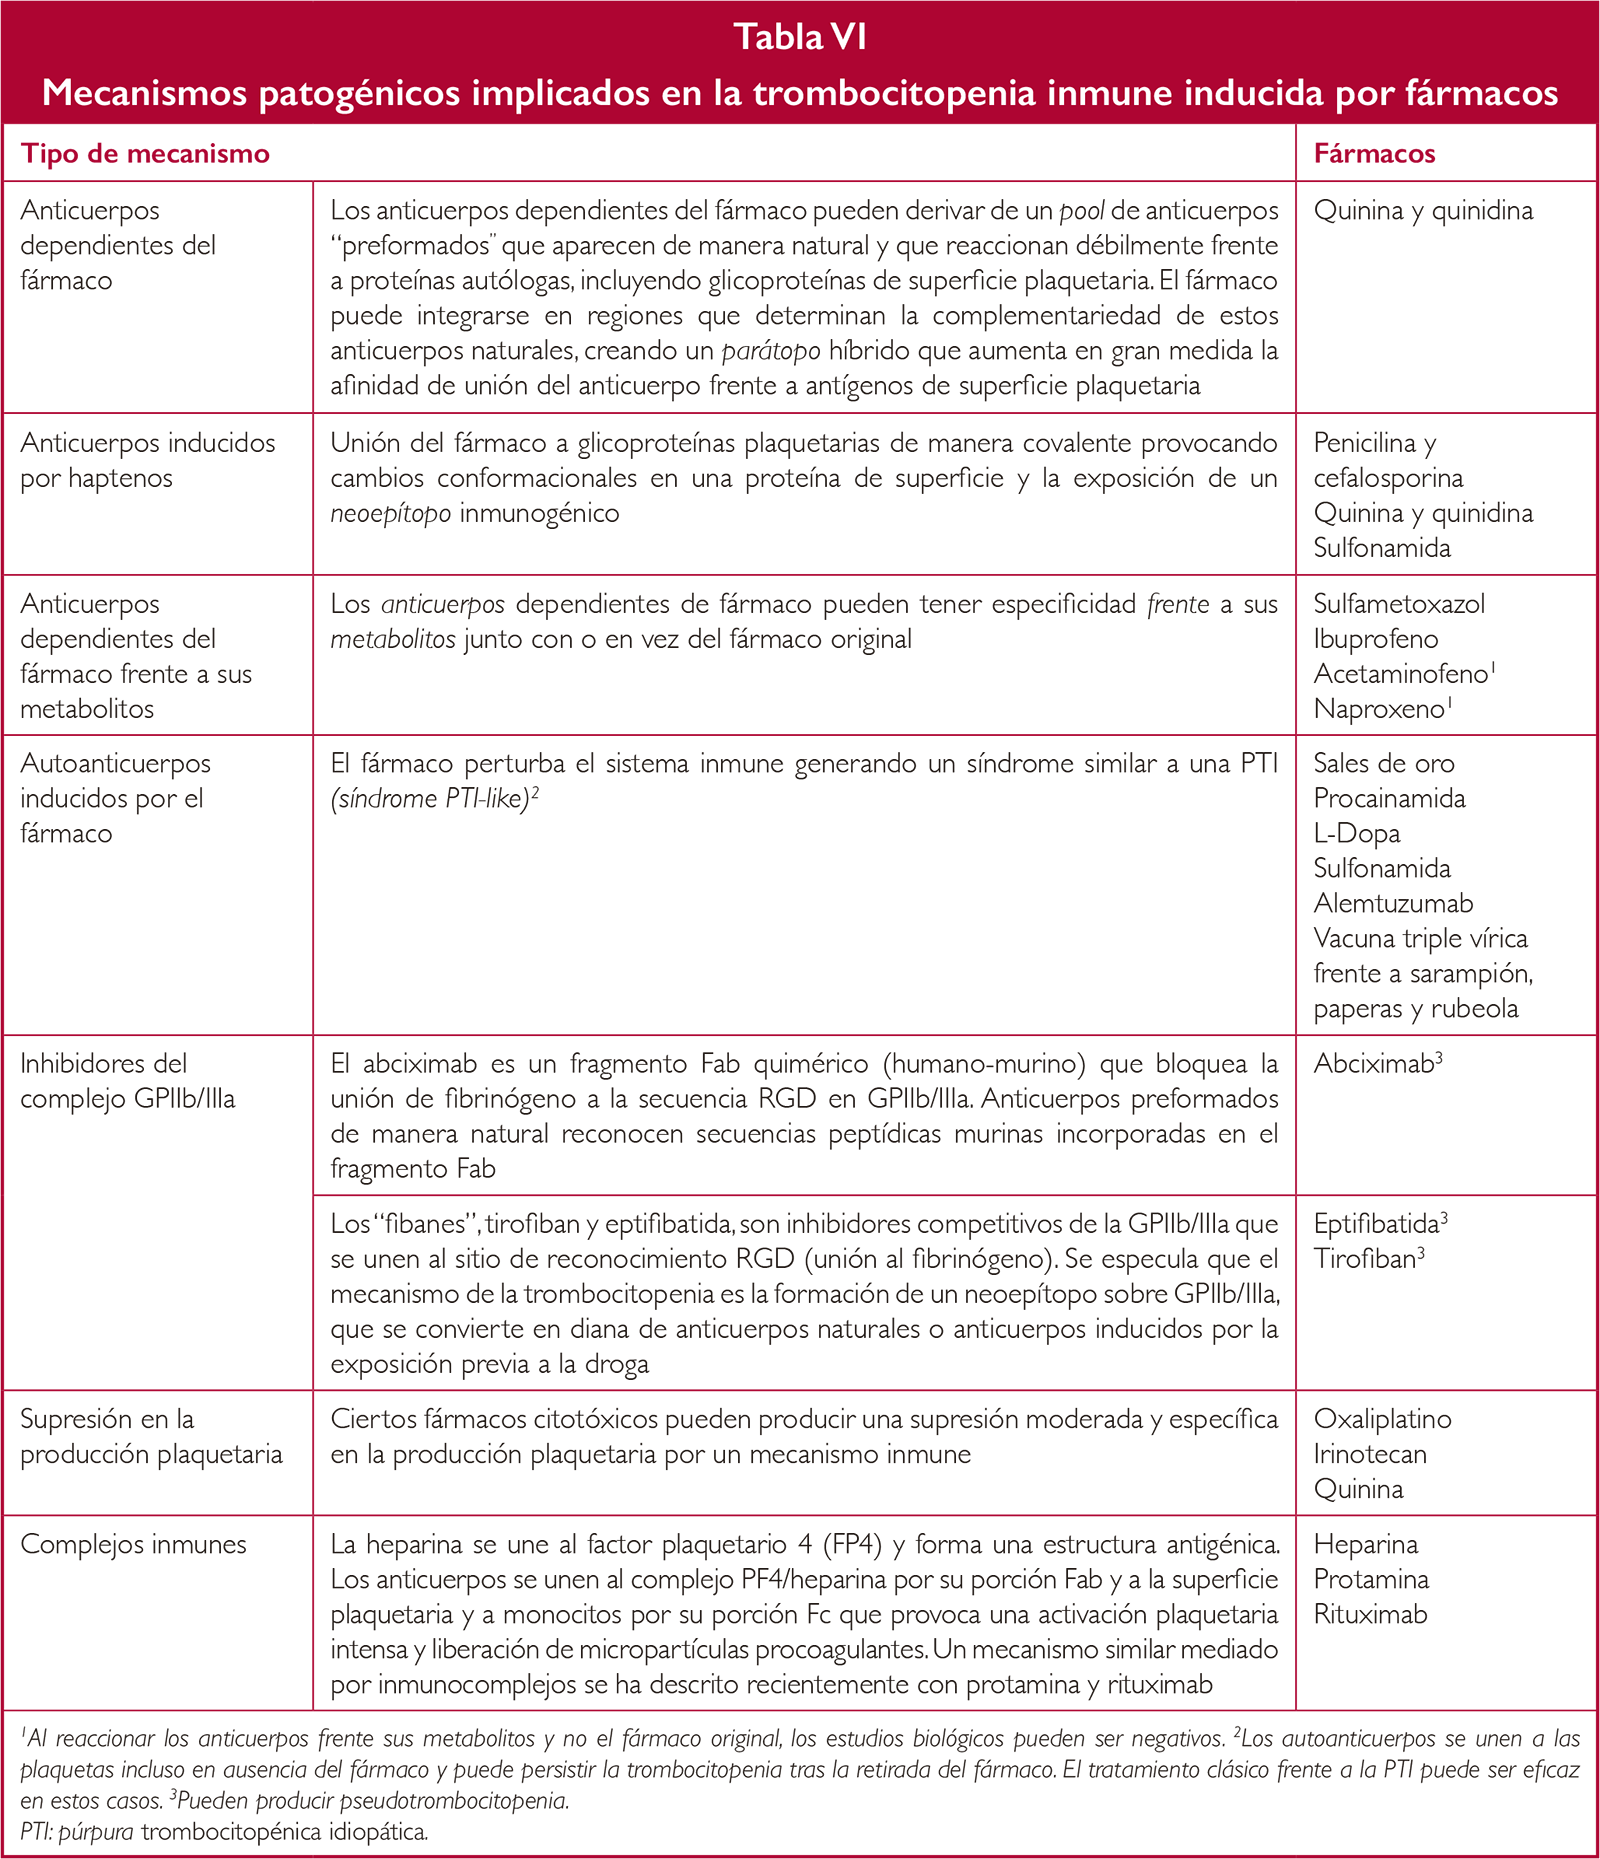 Tabla VI
Mecanismos patogénicos implicados en la trombocitopenia inmune inducida por fármacos
Tipo de mecanismo
Fármacos
Anticuerpos
dependientes del
fármaco
Los anticuerpos dependientes del fármaco pueden derivar de un pool de anticuerpos
“preformados” que aparecen de manera natural y que reaccionan débilmente frente
a proteínas autólogas, incluyendo glicoproteínas de superficie plaquetaria. El fármaco
puede integrarse en regiones que determinan la complementariedad de estos
anticuerpos naturales, creando un parátopo híbrido que aumenta en gran medida la
afinidad de unión del anticuerpo frente a antígenos de superficie plaquetaria
Quinina y quinidina
Anticuerpos inducidos
por haptenos
Unión del fármaco a glicoproteínas plaquetarias de manera covalente provocando
cambios conformacionales en una proteína de superficie y la exposición de un
neoepítopo inmunogénico
Penicilina y
cefalosporina
Quinina y quinidina
Sulfonamida
Anticuerpos
dependientes del
fármaco frente a sus
metabolitos
Los anticuerpos dependientes de fármaco pueden tener especificidad frente a sus
metabolitos junto con o en vez del fármaco original
Sulfametoxazol
Ibuprofeno
Acetaminofeno¹
Naproxeno¹
Autoanticuerpos
inducidos por el
fármaco
El fármaco perturba el sistema inmune generando un síndrome similar a una PTI
(síndrome PTI-like)²
Sales de oro
Procainamida
L-Dopa
Sulfonamida
Alemtuzumab
Vacuna triple vírica
frente a sarampión,
paperas y rubeola
Inhibidores del
complejo GPIIb/IIIa
El abciximab es un fragmento Fab quimérico (humano-murino) que bloquea la
unión de fibrinógeno a la secuencia RGD en GPIIb/IIIa. Anticuerpos preformados
de manera natural reconocen secuencias peptídicas murinas incorporadas en el
fragmento Fab
Abciximab³
Los “fibanes”, tirofiban y eptifibatida, son inhibidores competitivos de la GPIIb/IIIa que
se unen al sitio de reconocimiento RGD (unión al fibrinógeno). Se especula que el
mecanismo de la trombocitopenia es la formación de un neoepítopo sobre GPIIb/IIIa,
que se convierte en diana de anticuerpos naturales o anticuerpos inducidos por la
exposición previa a la droga
Eptifibatida³
Tirofiban³
Supresión en la
producción plaquetaria
Ciertos fármacos citotóxicos pueden producir una supresión moderada y específica
en la producción plaquetaria por un mecanismo inmune
Oxaliplatino
Irinotecan
Quinina
Complejos inmunes
La heparina se une al factor plaquetario 4 (FP4) y forma una estructura antigénica.
Los anticuerpos se unen al complejo PF4/heparina por su porción Fab y a la superficie
plaquetaria y a monocitos por su porción Fc que provoca una activación plaquetaria
intensa y liberación de micropartículas procoagulantes. Un mecanismo similar mediado
por inmunocomplejos se ha descrito recientemente con protamina y rituximab
Heparina
Protamina
Rituximab
¹Al reaccionar los anticuerpos frente sus metabolitos y no el fármaco original, los estudios biológicos pueden ser negativos. ²Los autoanticuerpos se unen a las
plaquetas incluso en ausencia del fármaco y puede persistir la trombocitopenia tras la retirada del fármaco. El tratamiento clásico frente a la PTI puede ser eficaz
en estos casos. ³Pueden producir pseudotrombocitopenia.
PTI: púrpura trombocitopénica idiopática.